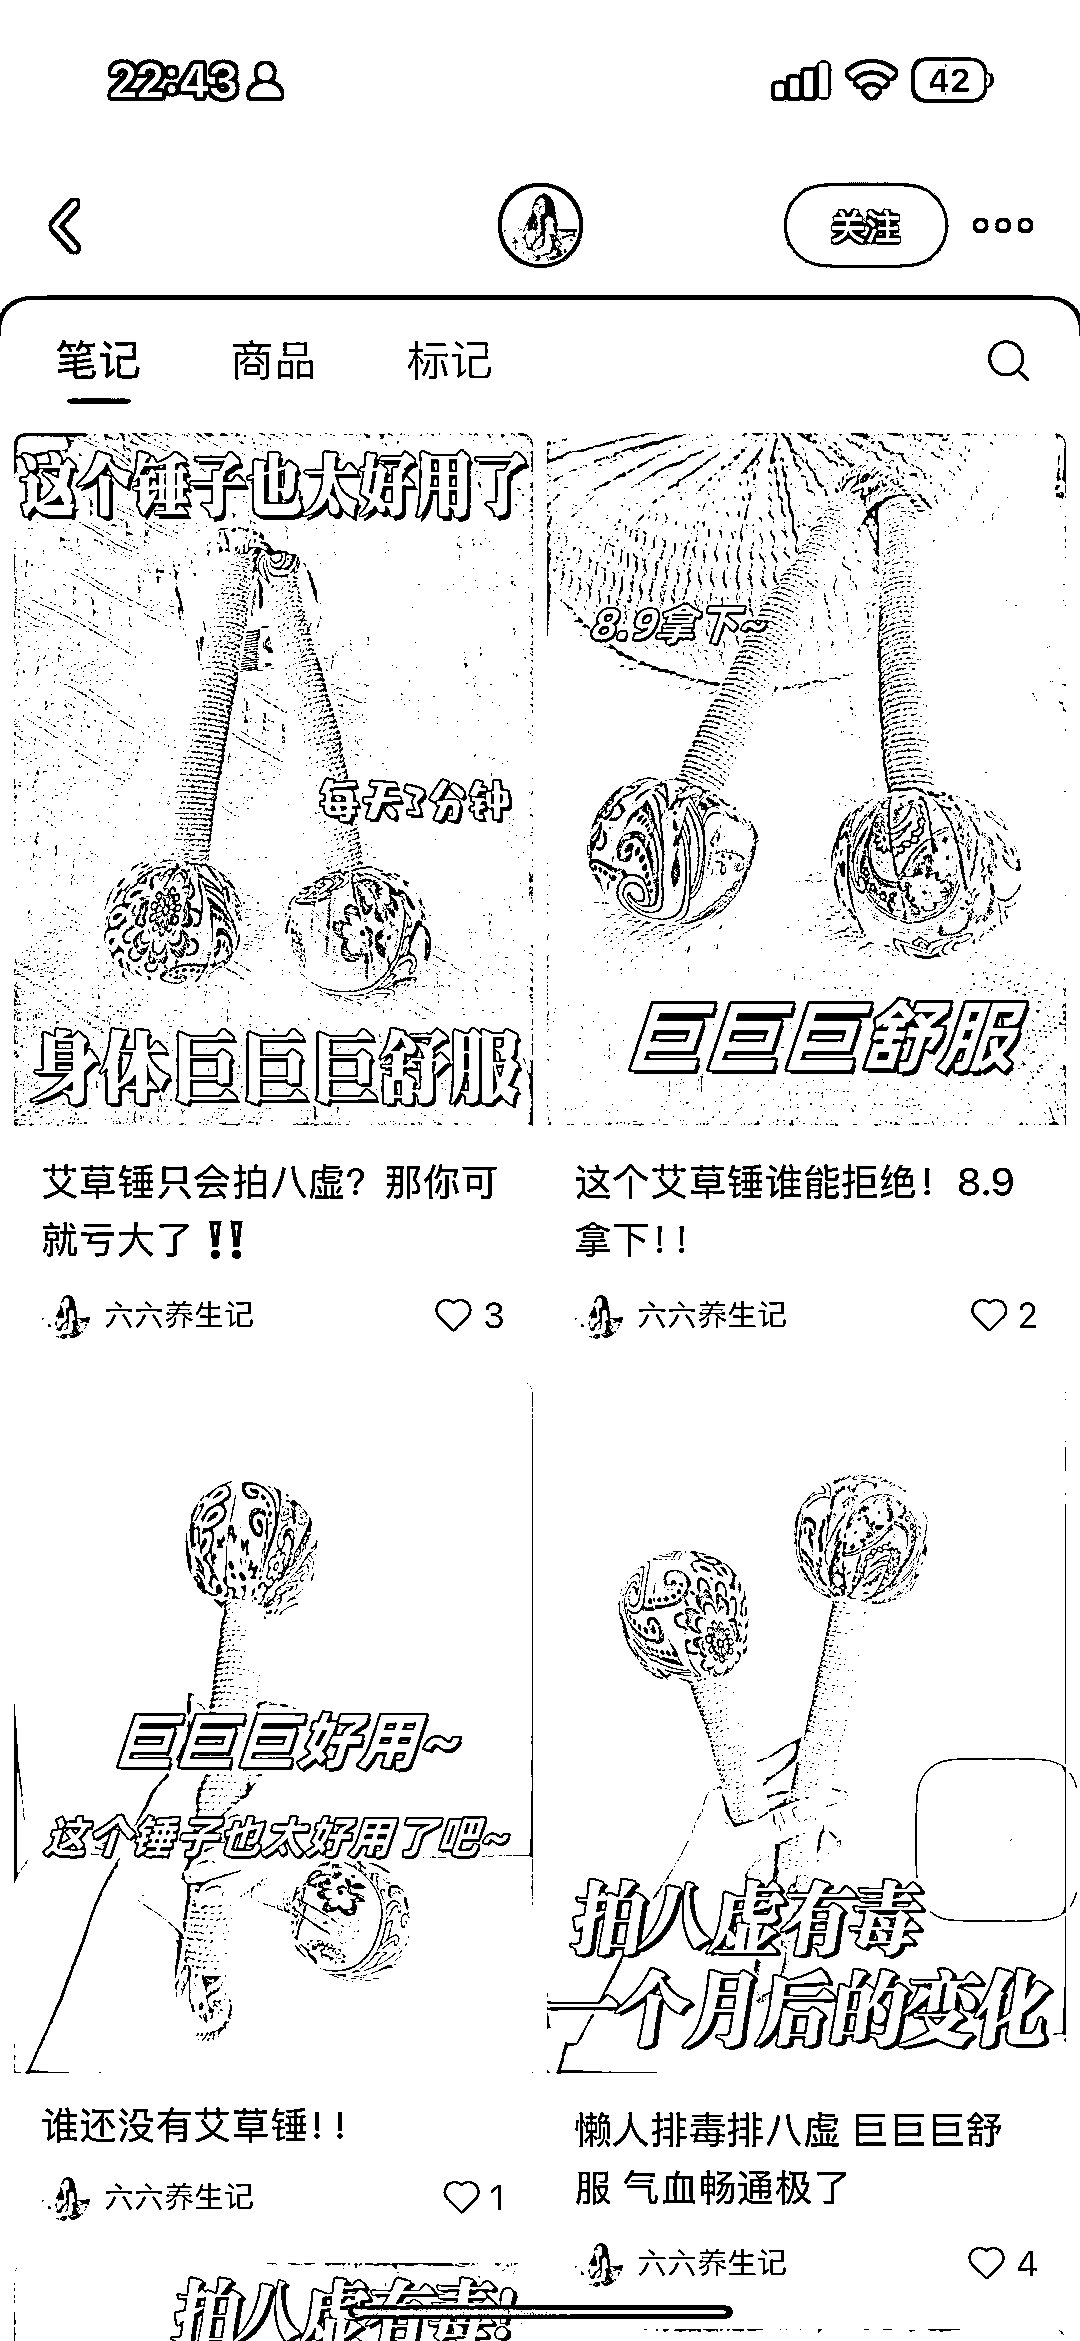 22:43
42
关注
笔记
商品
标记
这个锤子也太好用了
每天3分钟
身体巨巨巨舒服
艾草锤只会拍八虚？那你可
就亏大了 ‼️
六六养生记
3
8.9拿下~
巨巨巨舒服
这个艾草锤谁能拒绝！8.9
拿下！！
六六养生记
2
巨巨巨好用~
这个锤子也太好用了吧~
谁还没有艾草锤！！
六六养生记
1
拍八虚有毒
一个月后的变化
懒人排毒排八虚 巨巨巨舒
服 气血畅通极了
六六养生记
4
拍八虚有毒!